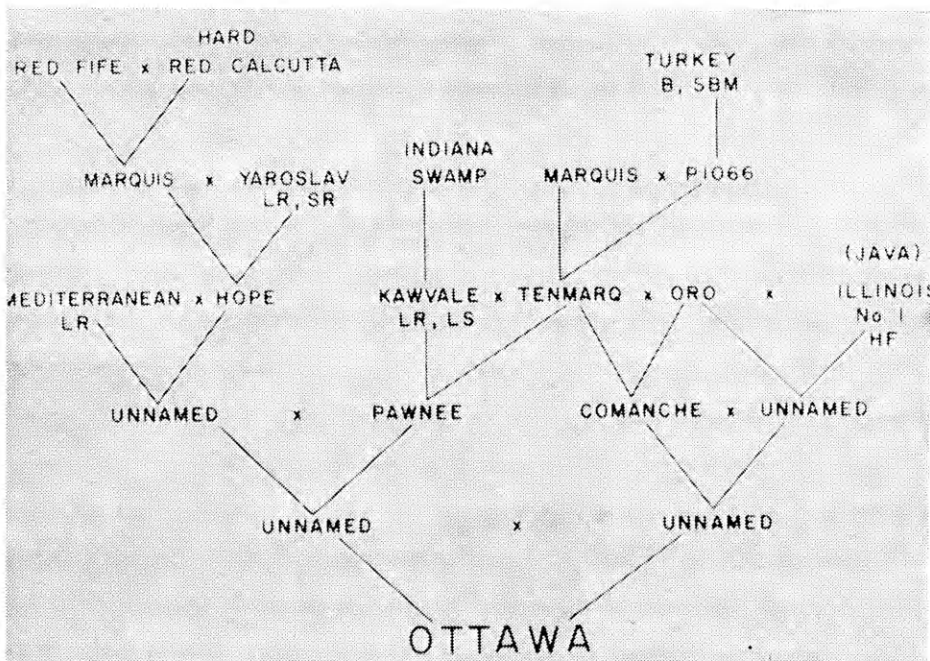 HARD
RED FIFE x RED CALCUTTA
TURKEY
B, SBM
INDIANA
SWAMP
MARQUIS x YAROSLAV
LR, SR
MARQUIS x P1066
(JAVA)
MEDITERRANEAN x HOPE
LR
KAWVALE x TENMARQ x ORO x ILLINOIS
LR, LS
No 1
HF
UNNAMED x PAWNEE
COMANCHE x UNNAMED
UNNAMED x UNNAMED
OTTAWA